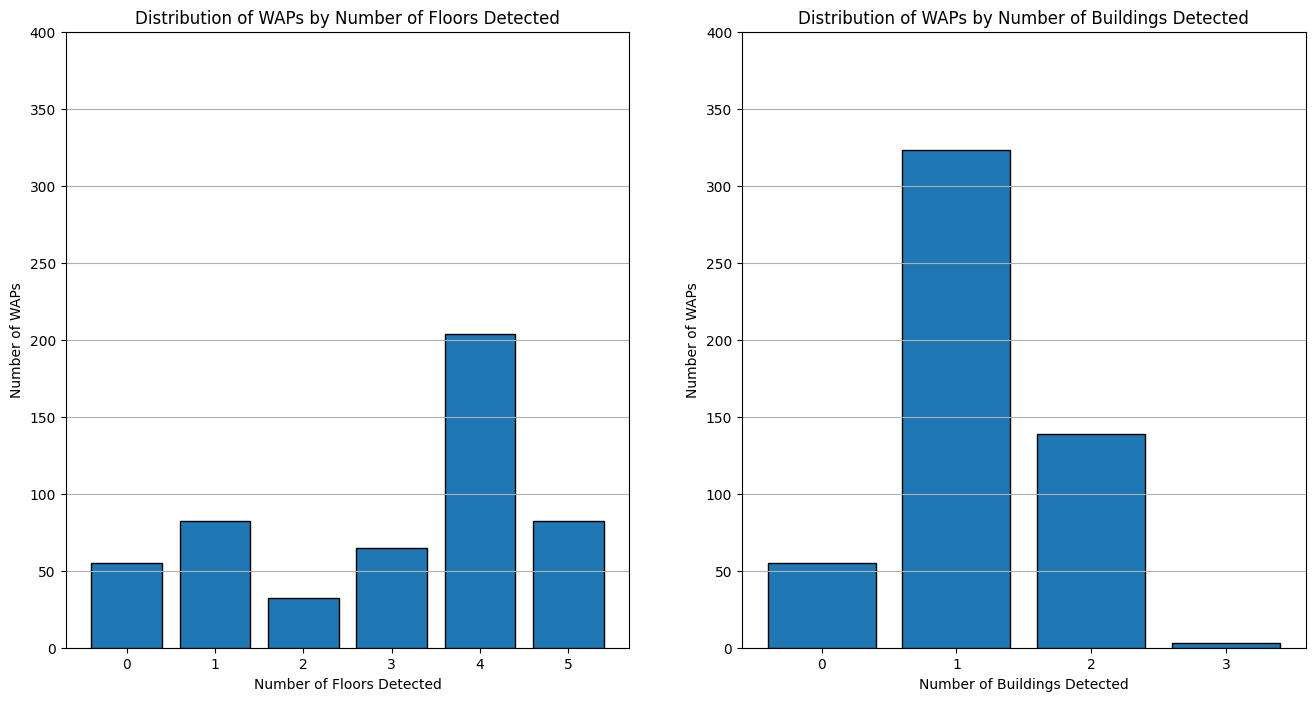 Distribution of WAPs by Number of Floors Detected
400
350
300
250
200
150
100
50
0
Number of WAPs
0 1 2 3 4 5
Number of Floors Detected
Distribution of WAPs by Number of Buildings Detected
400
350
300
250
200
150
100
50
0
Number of WAPs
0 1 2 3
Number of Buildings Detected